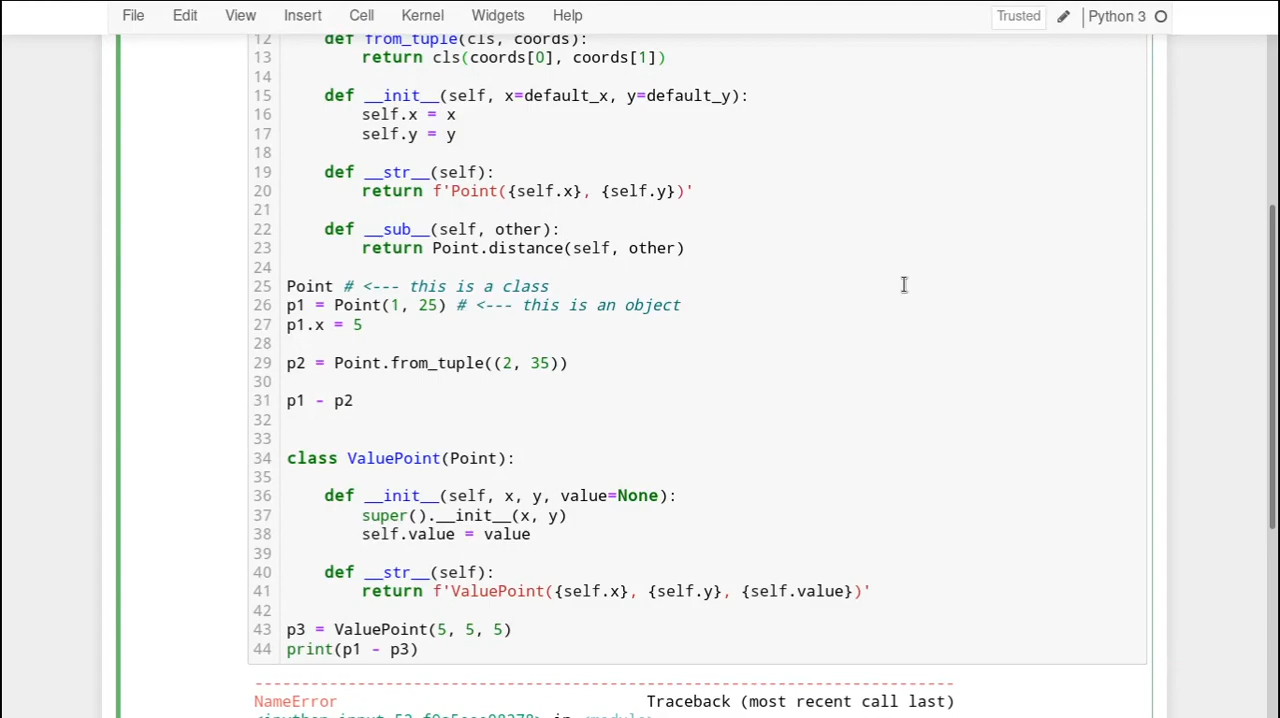 File Edit View Insert Cell Kernel Widgets Help Trusted Python 3
12 def from_tuple(cls, coords):
13 return cls(coords[0], coords[1])
14
15 def __init__(self, x=default_x, y=default_y):
16 self.x = x
17 self.y = y
18
19 def __str__(self):
20 return f'Point({self.x}, {self.y})'
21
22 def __sub__(self, other):
23 return Point.distance(self, other)
24
25 Point # <--- this is a class
26 p1 = Point(1, 25) # <--- this is an object
27 p1.x = 5
28
29 p2 = Point.from_tuple((2, 35))
30
31 p1 - p2
32
33
34 class ValuePoint(Point):
35
36 def __init__(self, x, y, value=None):
37 super().__init__(x, y)
38 self.value = value
39
40 def __str__(self):
41 return f'ValuePoint({self.x}, {self.y}, {self.value})'
42
43 p3 = ValuePoint(5, 5, 5)
44 print(p1 - p3)
---------------------------------------------------------------------------
NameError Traceback (most recent call last)